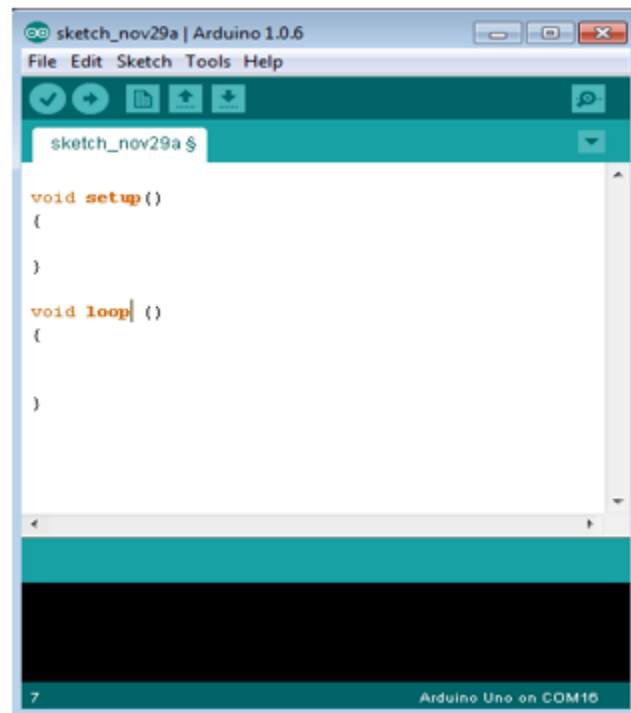 sketch_nov29a | Arduino 1.0.6
File Edit Sketch Tools Help
sketch_nov29a §
void setup()
{
}
void loop ()
{
}
7 Arduino Uno on COM16